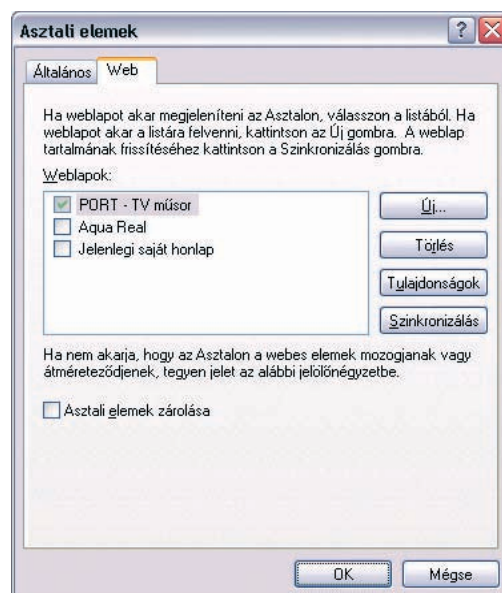 Asztali elemek
Általános
Web
Ha weblapot akar megjeleníteni az Asztalon, válasszon a listából. Ha
weblapot akar a listára felvenni, kattintson az Új gombra. A weblap
tartalmának frissítéséhez kattintson a Szinkronizálás gombra.
Weblapok:
PORT - TV műsor
Aqua Real
Jelenlegi saját honlap
Új...
Törlés
Tulajdonságok
Szinkronizálás
Ha nem akarja, hogy az Asztalon a webes elemek mozogjanak vagy
átméreteződjenek, tegyen jelet az alábbi jelölőnégyzetbe.
Asztali elemek zárolása
OK
Mégse